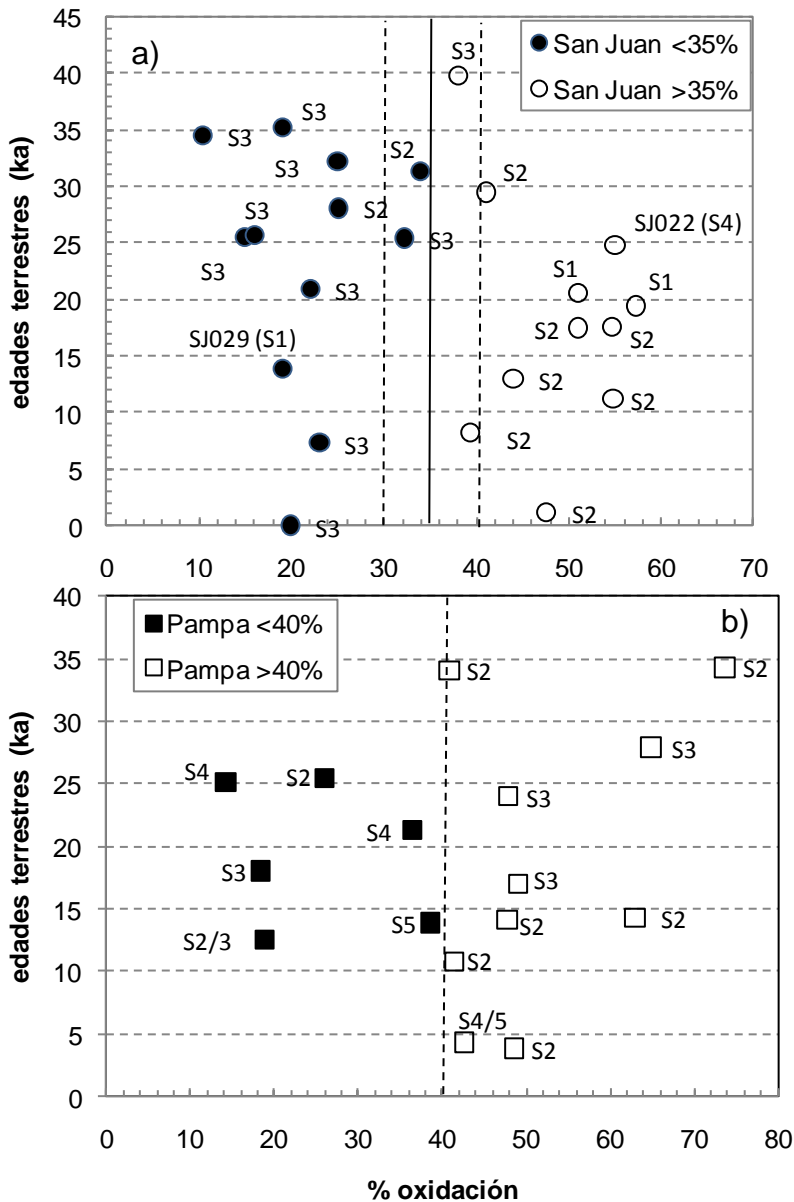 a)
San Juan <35%
San Juan >35%
edades terrestres (ka)
45
40
35
30
25
20
15
10
5
0
S3
S3
S3
S3
S2
S2
S3
S2
SJ022 (S4)
S3
S3
S3
S1
S1
S3
S2
S2
SJ029 (S1)
S2
S2
S3
S2
S3
S2
0 10 20 30 40 50 60 70
b)
Pampa <40%
Pampa >40%
edades terrestres (ka)
40
35
30
25
20
15
10
5
0
S2
S2
S3
S4
S2
S3
S4
S3
S3
S5
S2
S2
S2/3
S2
S4/5
S2
0 10 20 30 40 50 60 70 80
% oxidación